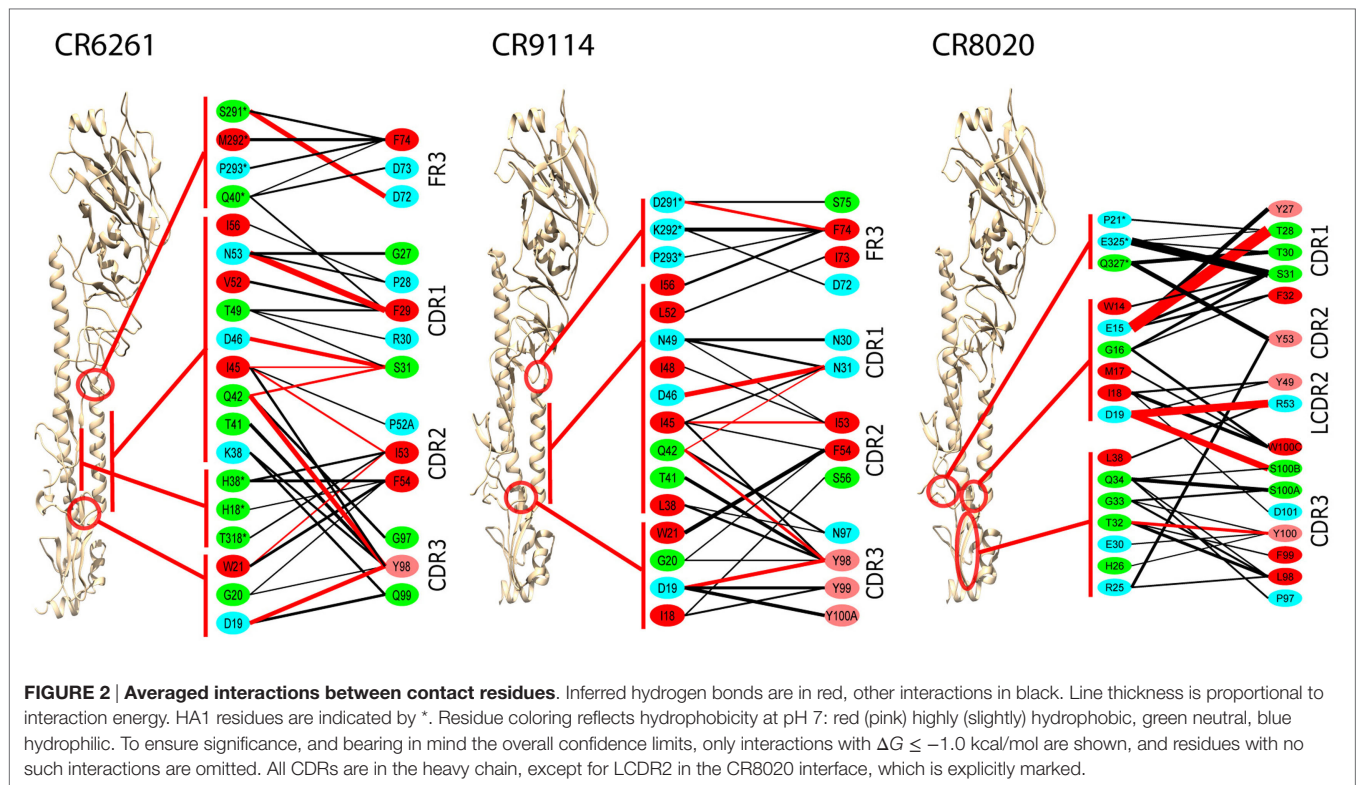 CR6261
CR9114
CR8020
S291*
M292*
P293*
Q40*
I56
N53
V52
T49
D46
I45
Q42
T41
K38
H38*
H18*
T318*
W21
G20
D19
F74
D73
D72
G27
P28
F29
R30
S31
P52A
I53
F54
G97
Y98
Q99
FR3
CDR1
CDR2
CDR3
D291*
K292*
P293*
I56
L52
N49
I48
D46
I45
Q42
T41
L38
W21
G20
D19
I18
S75
F74
I73
D72
N30
N31
I53
F54
S56
N97
Y98
Y99
Y100A
FR3
CDR1
CDR2
CDR3
P21*
E325*
Q327*
W14
E15
G16
M17
I18
D19
L38
Q34
G33
T32
E30
H26
R25
Y27
T28
T30
S31
F32
Y53
Y49
R53
V100C
S100B
S100A
D101
Y100
F99
L98
P97
CDR1
CDR2
LCDR2
CDR3
FIGURE 2 | Averaged interactions between contact residues. Inferred hydrogen bonds are in red, other interactions in black. Line thickness is proportional to
interaction energy. HA1 residues are indicated by *. Residue coloring reflects hydrophobicity at pH 7: red (pink) highly (slightly) hydrophobic, green neutral, blue
hydrophilic. To ensure significance, and bearing in mind the overall confidence limits, only interactions with ΔG ≤ −1.0 kcal/mol are shown, and residues with no
such interactions are omitted. All CDRs are in the heavy chain, except for LCDR2 in the CR8020 interface, which is explicitly marked.